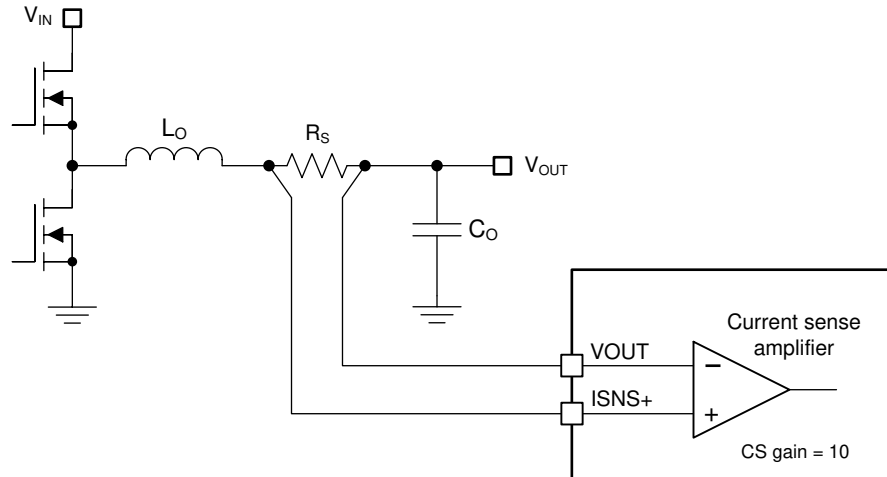 VIN
LO
RS
VOUT
CO
Current sense
amplifier
VOUT
−
ISNS+
+
CS gain = 10